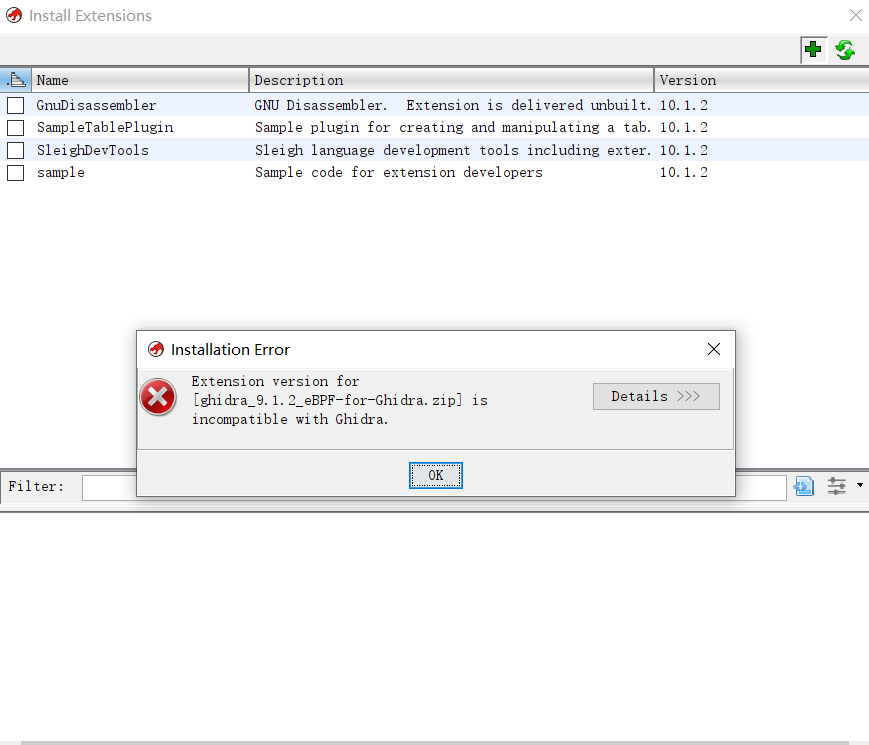 Install Extensions
Name Description Version
GnuDisassembler GNU Disassembler.  Extension is delivered unbuilt. 10.1.2
SampleTablePlugin Sample plugin for creating and manipulating a tab. 10.1.2
SleighDevTools Sleigh language development tools including exter. 10.1.2
sample Sample code for extension developers 10.1.2
Installation Error
Extension version for
[ghidra_9.1.2_eBPF-for-Ghidra.zip] is
incompatible with Ghidra.
Details >>>
OK
Filter: